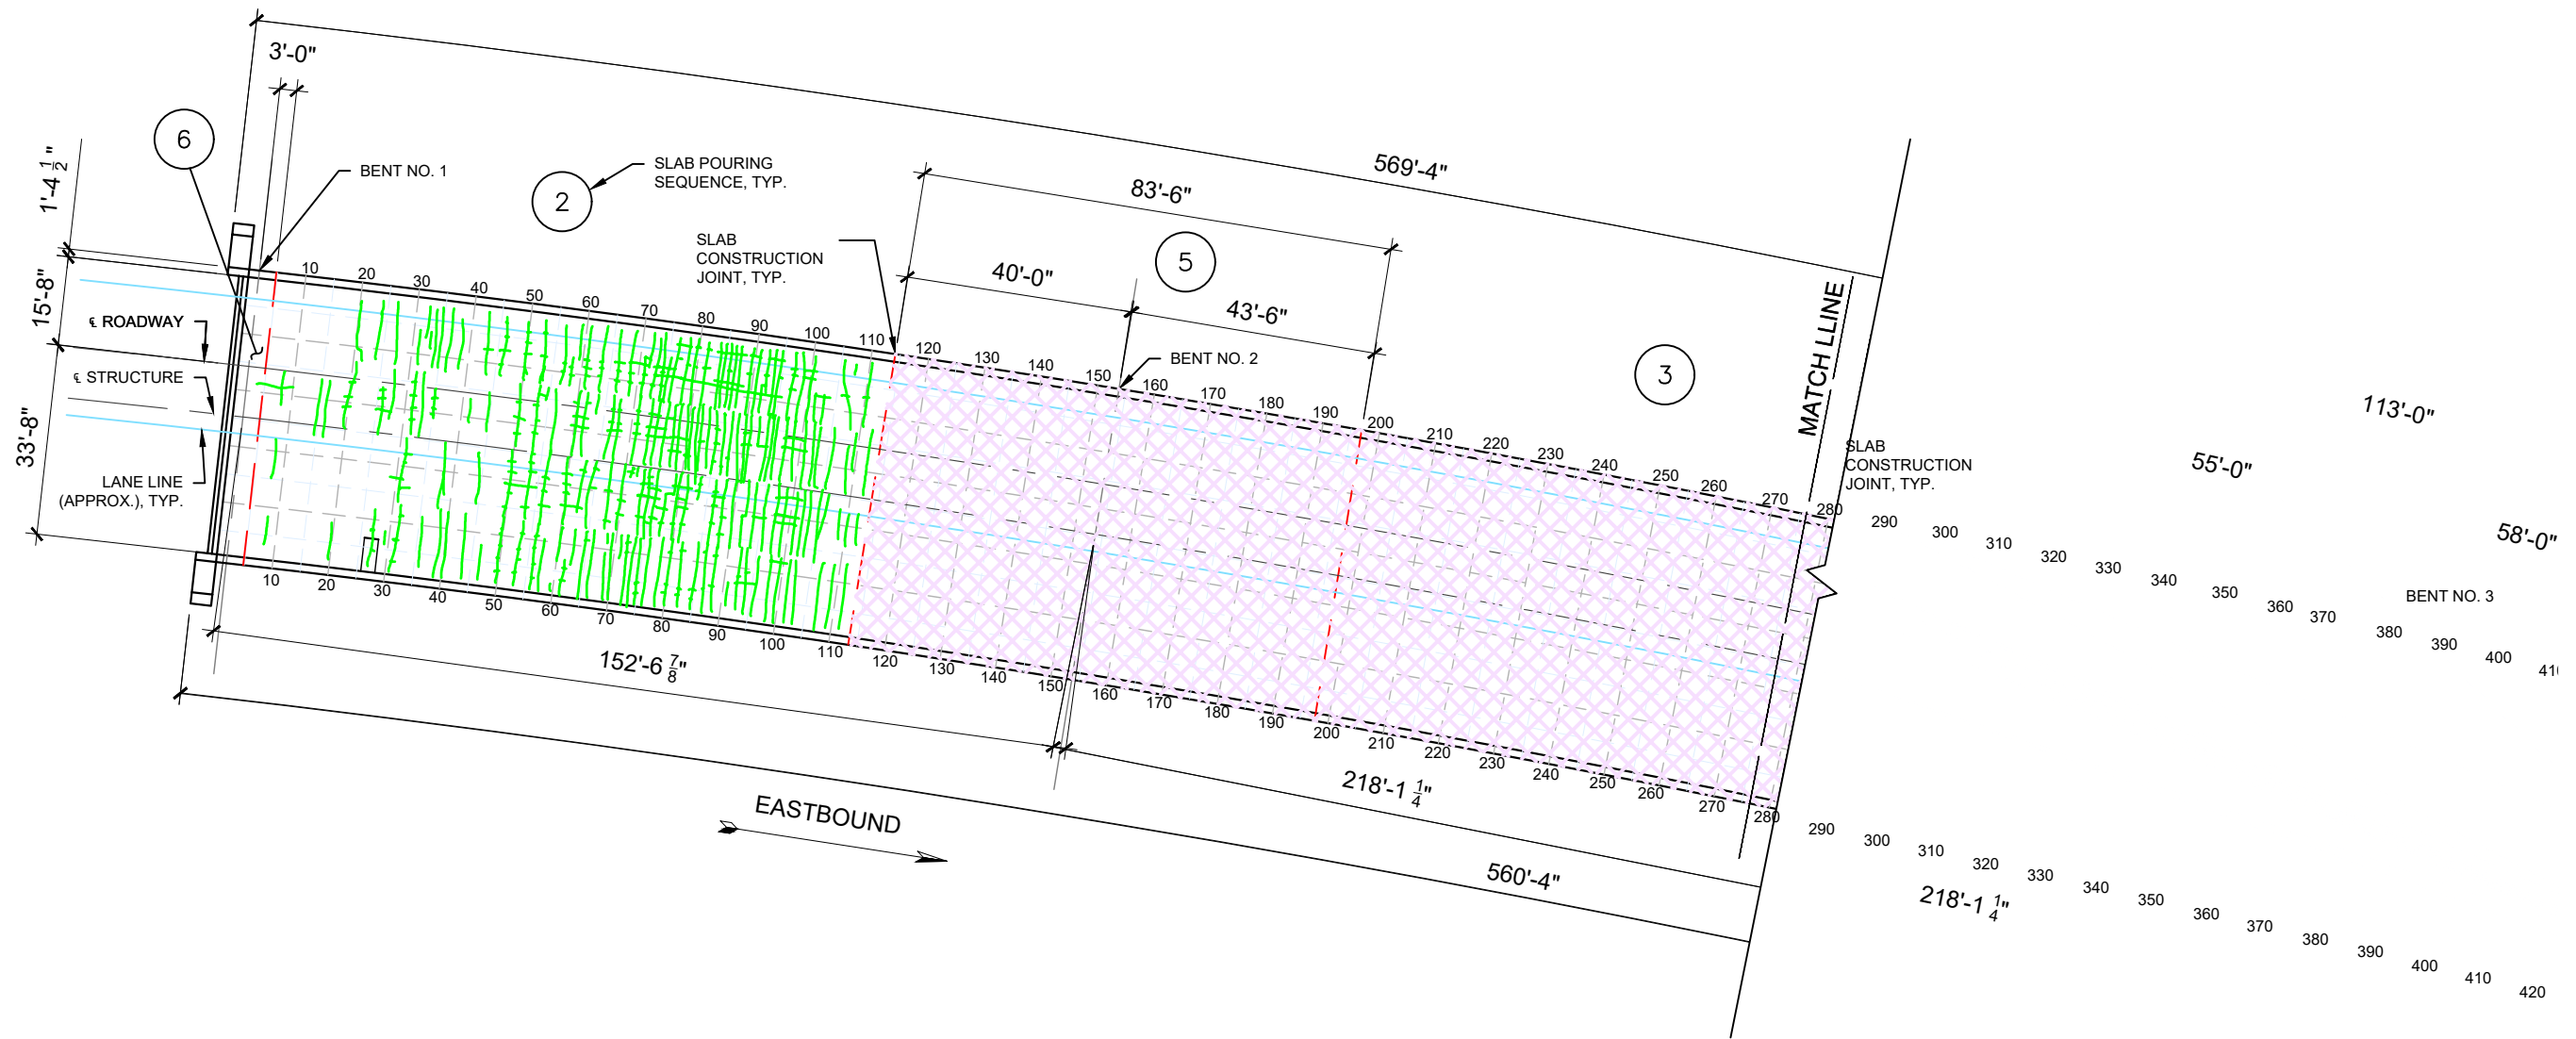 3'-0"
6
1'-4 1/2"
BENT NO. 1
2
SLAB POURING
SEQUENCE, TYP.
569'-4"
83'-6"
5
SLAB
CONSTRUCTION
JOINT, TYP.
40'-0"
43'-6"
15'-8"
℄ ROADWAY
℄ STRUCTURE
33'-8"
LANE LINE
(APPROX.), TYP.
BENT NO. 2
3
MATCH LLINE
SLAB
CONSTRUCTION
JOINT, TYP.
113'-0"
55'-0"
58'-0"
BENT NO. 3
10 20 30 40 50 60 70 80 90 100 110 120 130 140 150 160 170 180 190 200 210 220 230 240 250 260 270 280 290 300 310 320 330 340 350 360 370 380 390 400 41
10 20 30 40 50 60 70 80 90 100 110 120 130 140 150 160 170 180 190 200 210 220 230 240 250 260 270 280 290 300 310 320 330 340 350 360 370 380 390 400 410 420
152'-6 7/8"
218'-1 1/4"
218'-1 1/4"
EASTBOUND
560'-4"